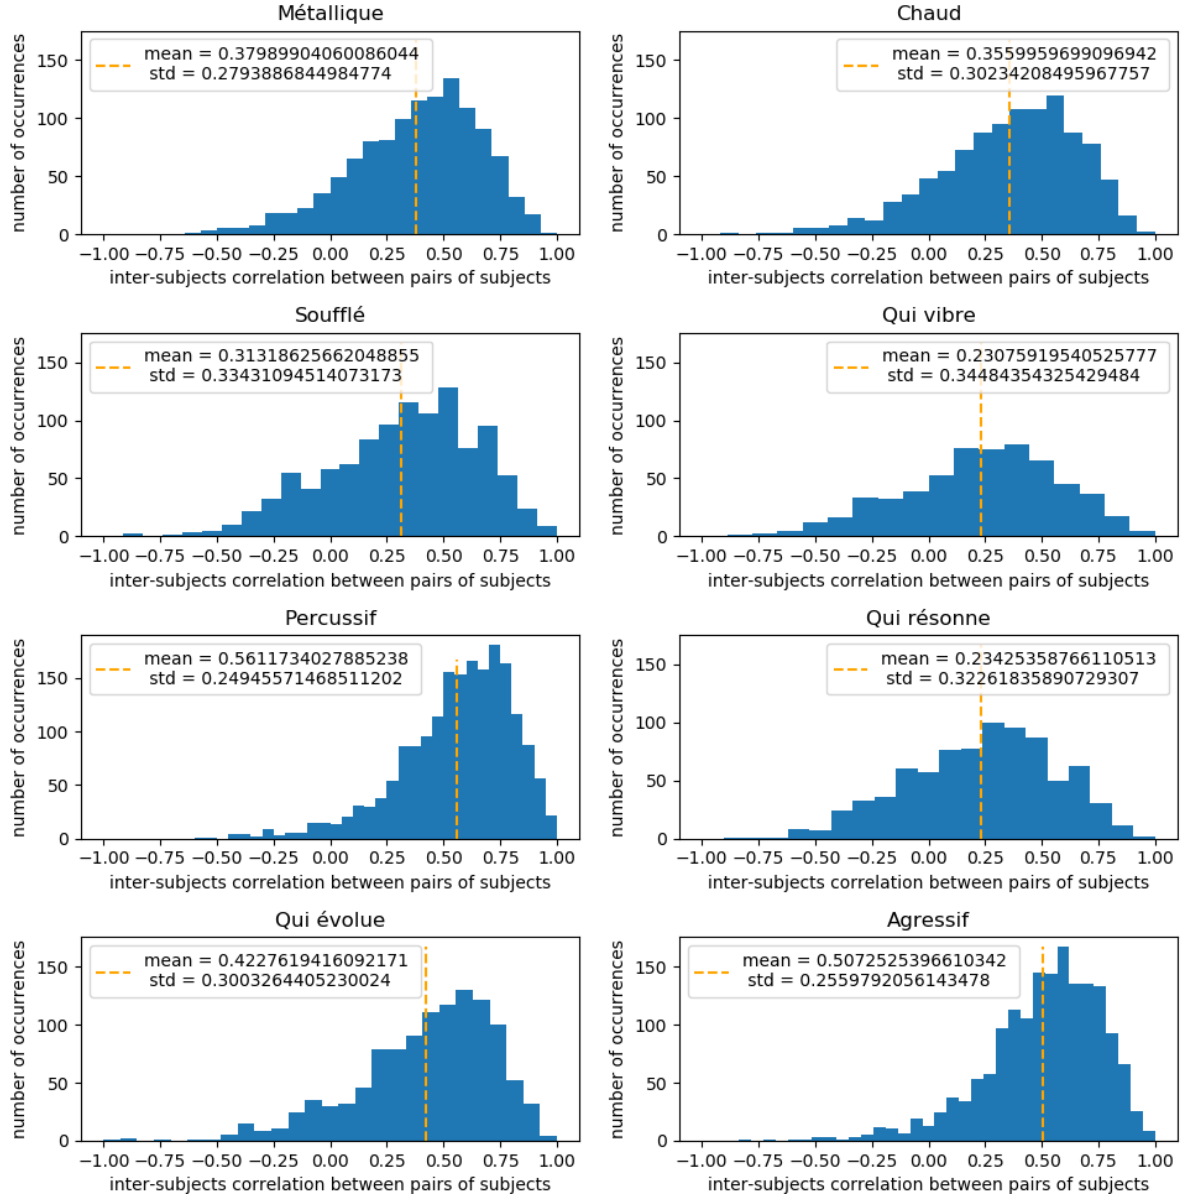 Métallique
number of occurrences
150
100
50
0
mean = 0.37989904060086044
std = 0.2793886844984774
−1.00 −0.75 −0.50 −0.25 0.00 0.25 0.50 0.75 1.00
inter-subjects correlation between pairs of subjects
Chaud
number of occurrences
150
100
50
0
mean = 0.3559959699096942
std = 0.30234208495967757
−1.00 −0.75 −0.50 −0.25 0.00 0.25 0.50 0.75 1.00
inter-subjects correlation between pairs of subjects
Soufflé
number of occurrences
150
100
50
0
mean = 0.31318625662048855
std = 0.33431094514073173
−1.00 −0.75 −0.50 −0.25 0.00 0.25 0.50 0.75 1.00
inter-subjects correlation between pairs of subjects
Qui vibre
number of occurrences
150
100
50
0
mean = 0.23075919540525777
std = 0.34484354325429484
−1.00 −0.75 −0.50 −0.25 0.00 0.25 0.50 0.75 1.00
inter-subjects correlation between pairs of subjects
Percussif
number of occurrences
150
100
50
0
mean = 0.5611734027885238
std = 0.24945571468511202
−1.00 −0.75 −0.50 −0.25 0.00 0.25 0.50 0.75 1.00
inter-subjects correlation between pairs of subjects
Qui résonne
number of occurrences
150
100
50
0
mean = 0.23425358766110513
std = 0.32261835890729307
−1.00 −0.75 −0.50 −0.25 0.00 0.25 0.50 0.75 1.00
inter-subjects correlation between pairs of subjects
Qui évolue
number of occurrences
150
100
50
0
mean = 0.4227619416092171
std = 0.3003264405230024
−1.00 −0.75 −0.50 −0.25 0.00 0.25 0.50 0.75 1.00
inter-subjects correlation between pairs of subjects
Agressif
number of occurrences
150
100
50
0
mean = 0.5072525396610342
std = 0.2559792056143478
−1.00 −0.75 −0.50 −0.25 0.00 0.25 0.50 0.75 1.00
inter-subjects correlation between pairs of subjects